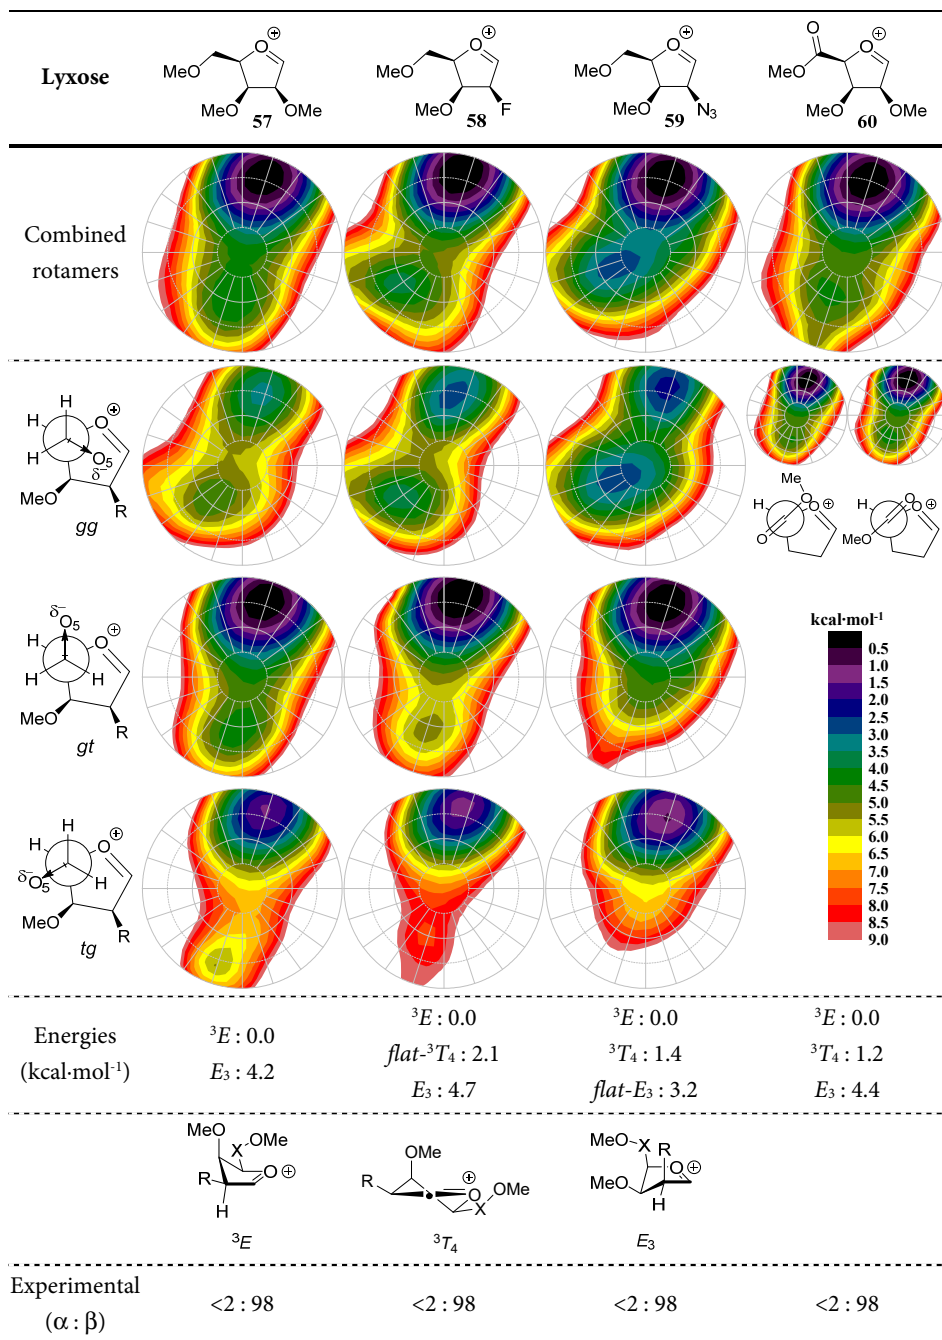 Lyxose
MeO
O
⊕
MeO
OMe
57
MeO
O
⊕
MeO
F
58
MeO
O
⊕
MeO
N₃
59
O
MeO
O
⊕
MeO
OMe
60
Combined
rotamers
H
H
O
⊕
O₅
δ⁻
MeO
R
gg
Me
O
H
O
⊕
O
H
O
O
⊕
MeO
δ⁻
O₅
H
O
⊕
H
H
MeO
R
gt
kcal·mol⁻¹
0.5
1.0
1.5
2.0
2.5
3.0
3.5
4.0
4.5
5.0
5.5
6.0
6.5
7.0
7.5
8.0
8.5
9.0
H
H
O
⊕
δ⁻
O₅
H
MeO
R
tg
Energies
(kcal·mol⁻¹)
³E : 0.0
E₃ : 4.2
³E : 0.0
flat-³T₄ : 2.1
E₃ : 4.7
³E : 0.0
³T₄ : 1.4
flat-E₃ : 3.2
³E : 0.0
³T₄ : 1.2
E₃ : 4.4
MeO
X
OMe
O
⊕
R
H
³E
OMe
R
⊕
O
OMe
X
³T₄
MeO
X
R
O
⊕
MeO
H
E₃
Experimental
(α : β)
<2 : 98
<2 : 98
<2 : 98
<2 : 98